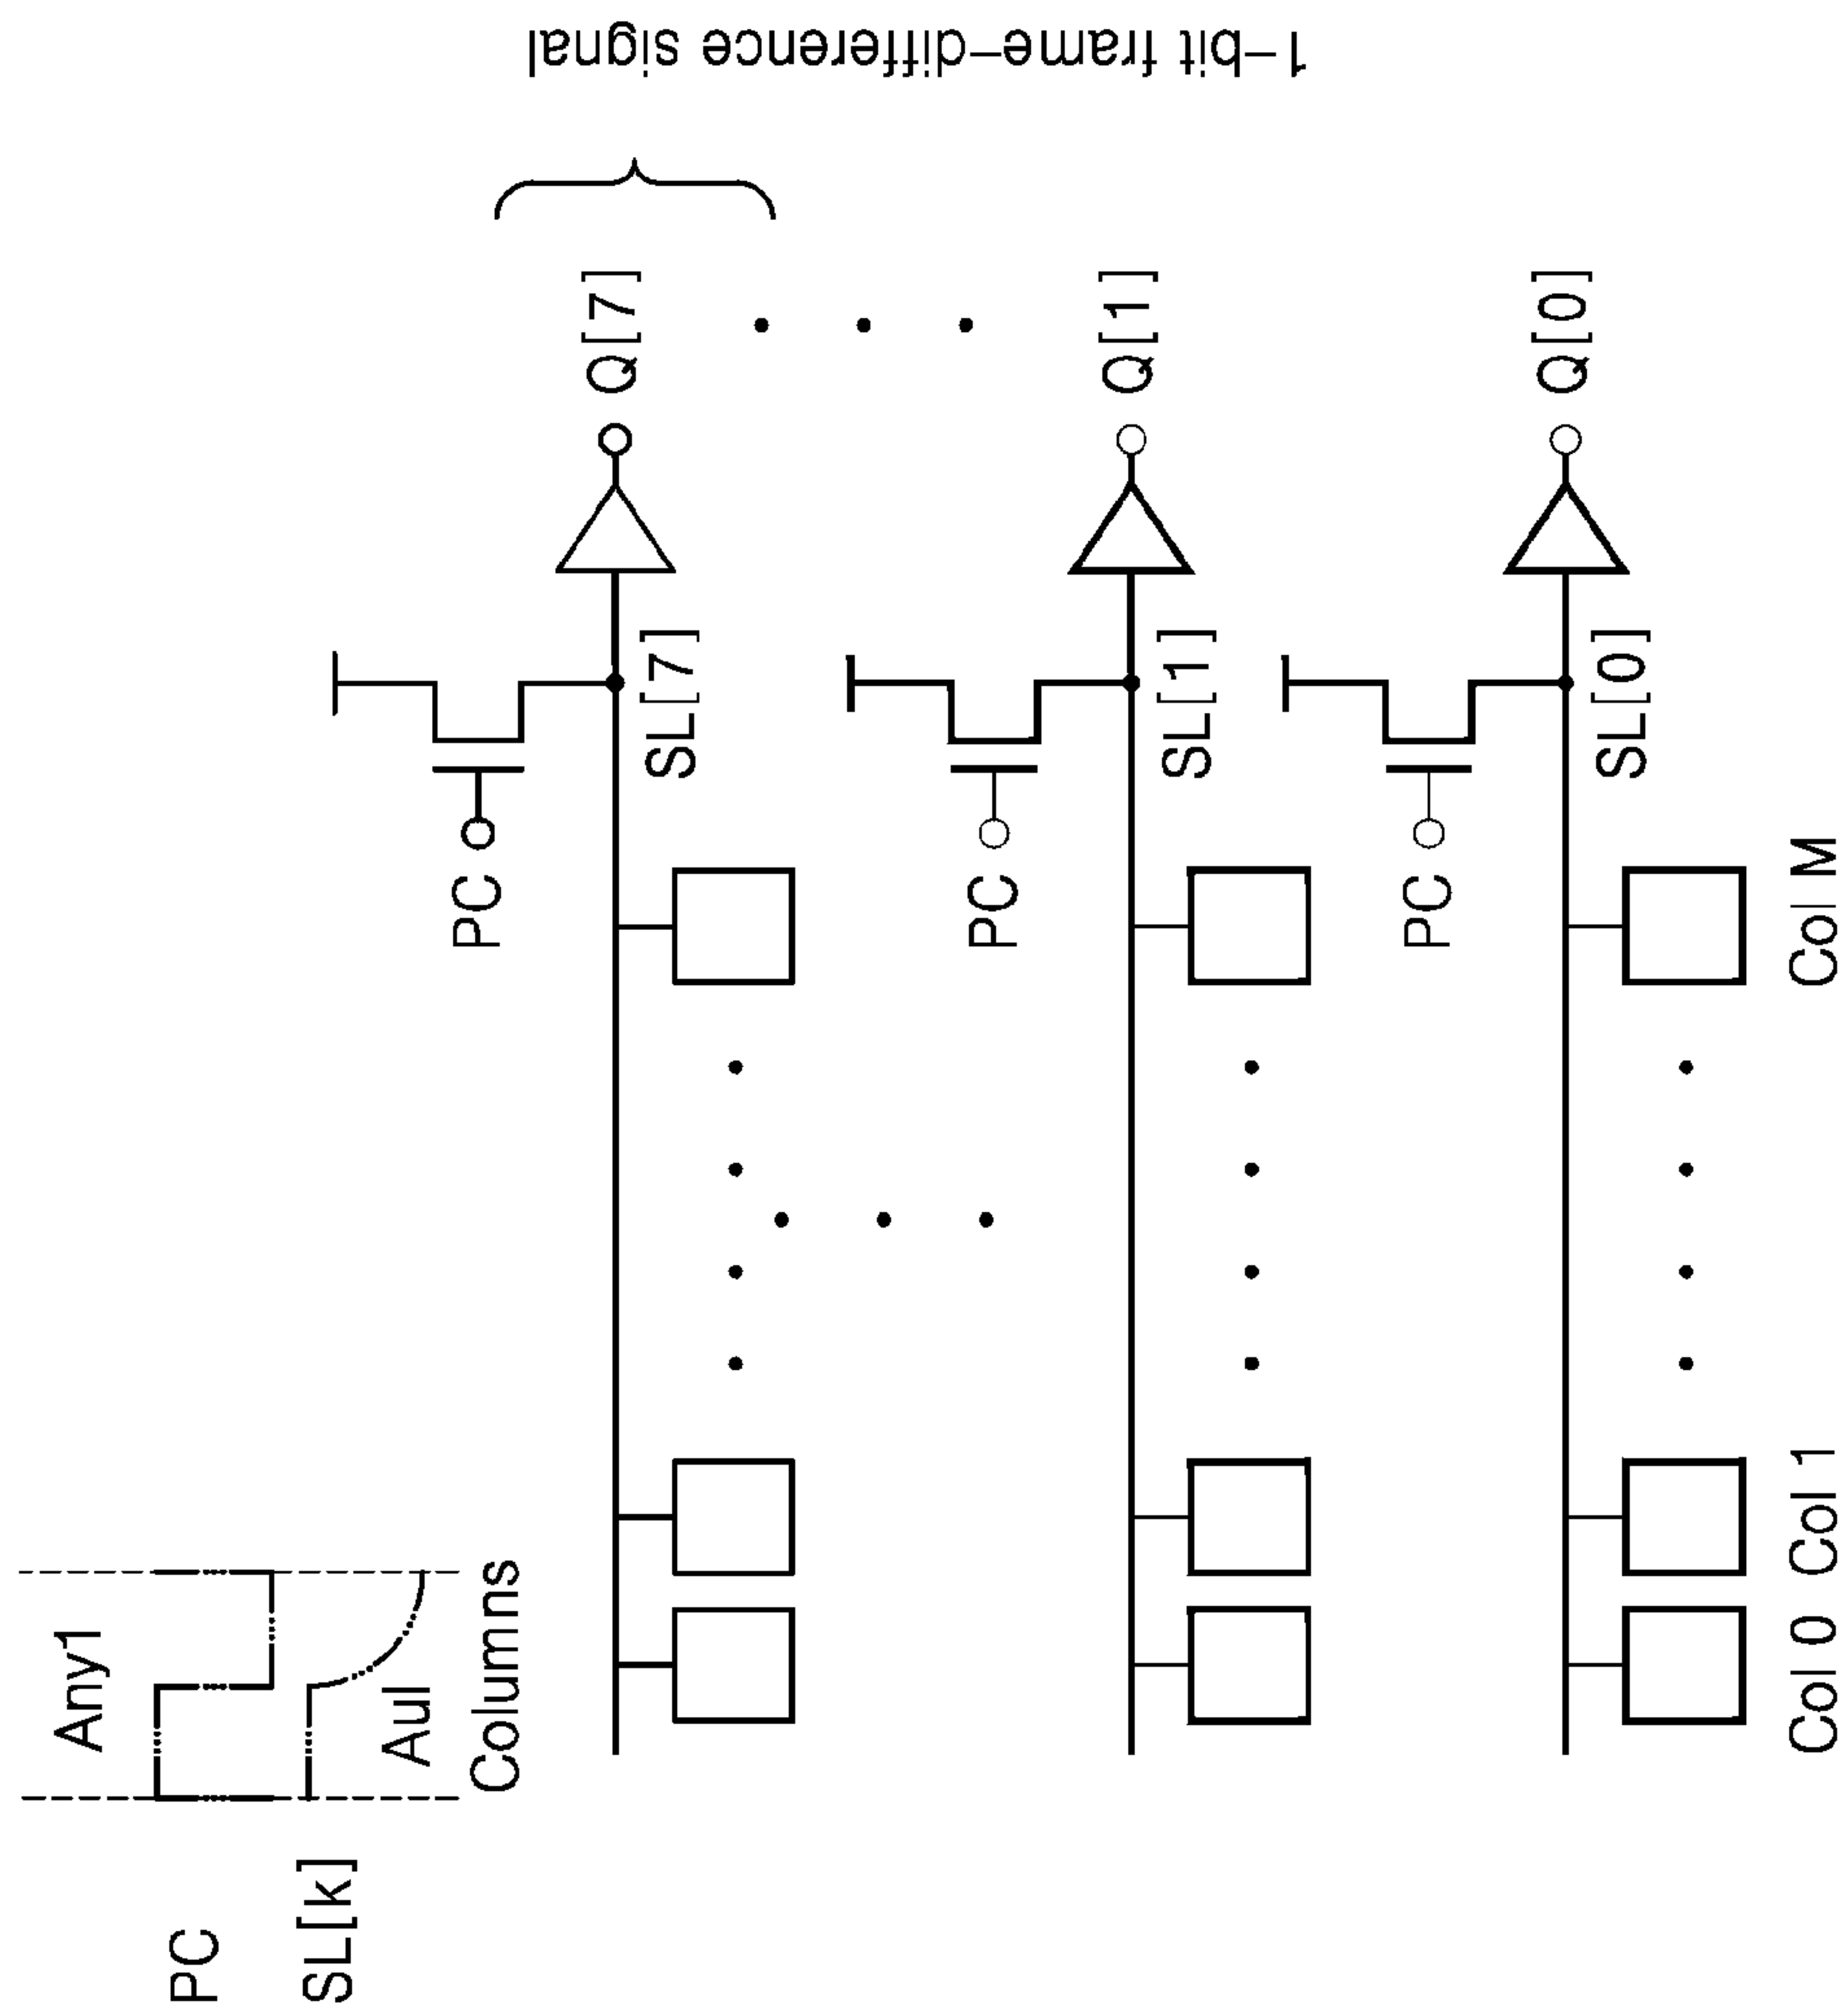 Any1
PC
SL[k]
Aul
Columns
PC
SL[7]
Q[7]
1-bit frame-difference signal
PC
SL[1]
Q[1]
PC
SL[0]
Q[0]
Col 0 Col 1 Col M